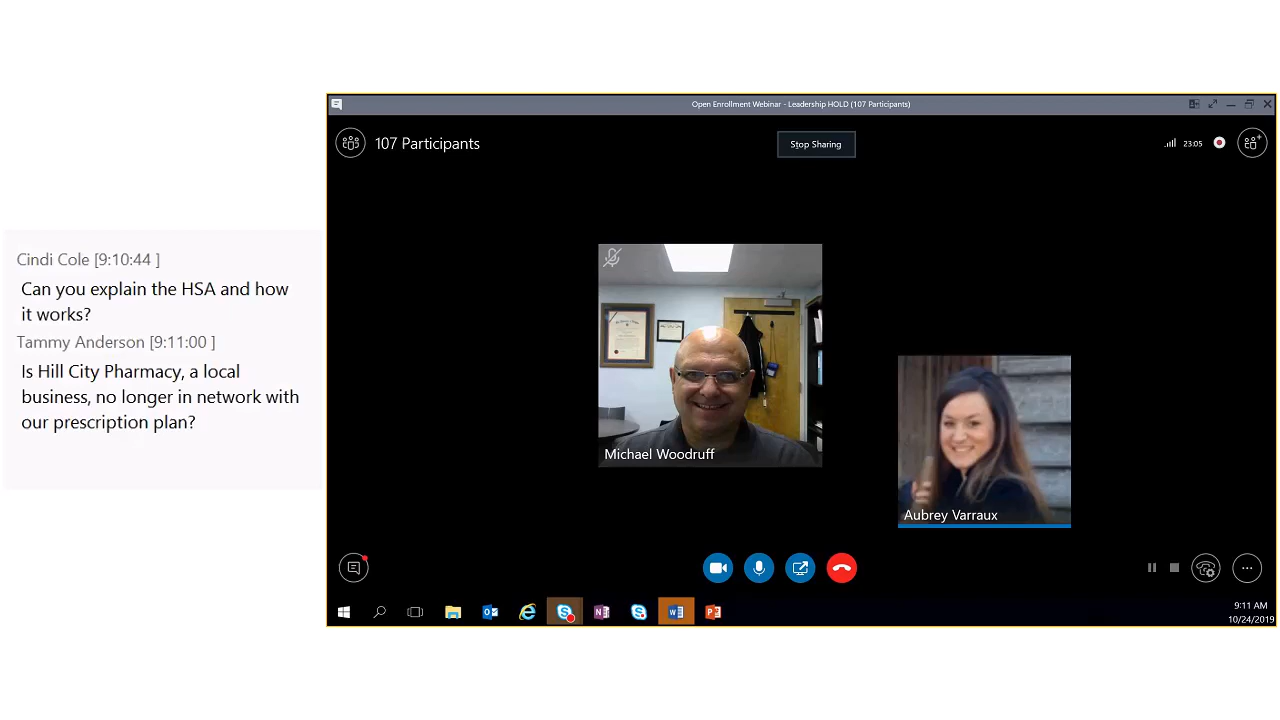 Open Enrollment Webinar - Leadership HOLD (107 Participants)
107 Participants
Stop Sharing
23:05
Cindi Cole [9:10:44 ]
Can you explain the HSA and how
it works?
Tammy Anderson [9:11:00 ]
Is Hill City Pharmacy, a local
business, no longer in network with
our prescription plan?
Michael Woodruff
Aubrey Varraux
9:11 AM
10/24/2019